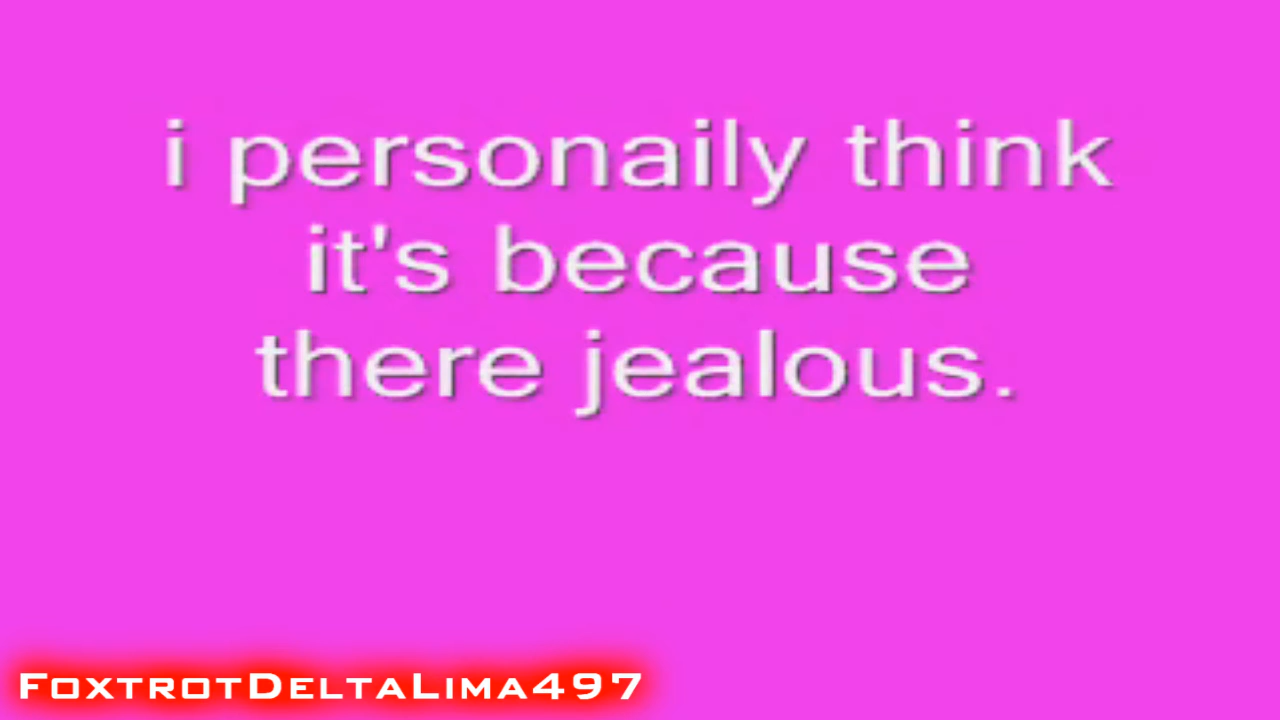 i personaily think
it's because
there jealous.
FoxtrotDeltaLima497